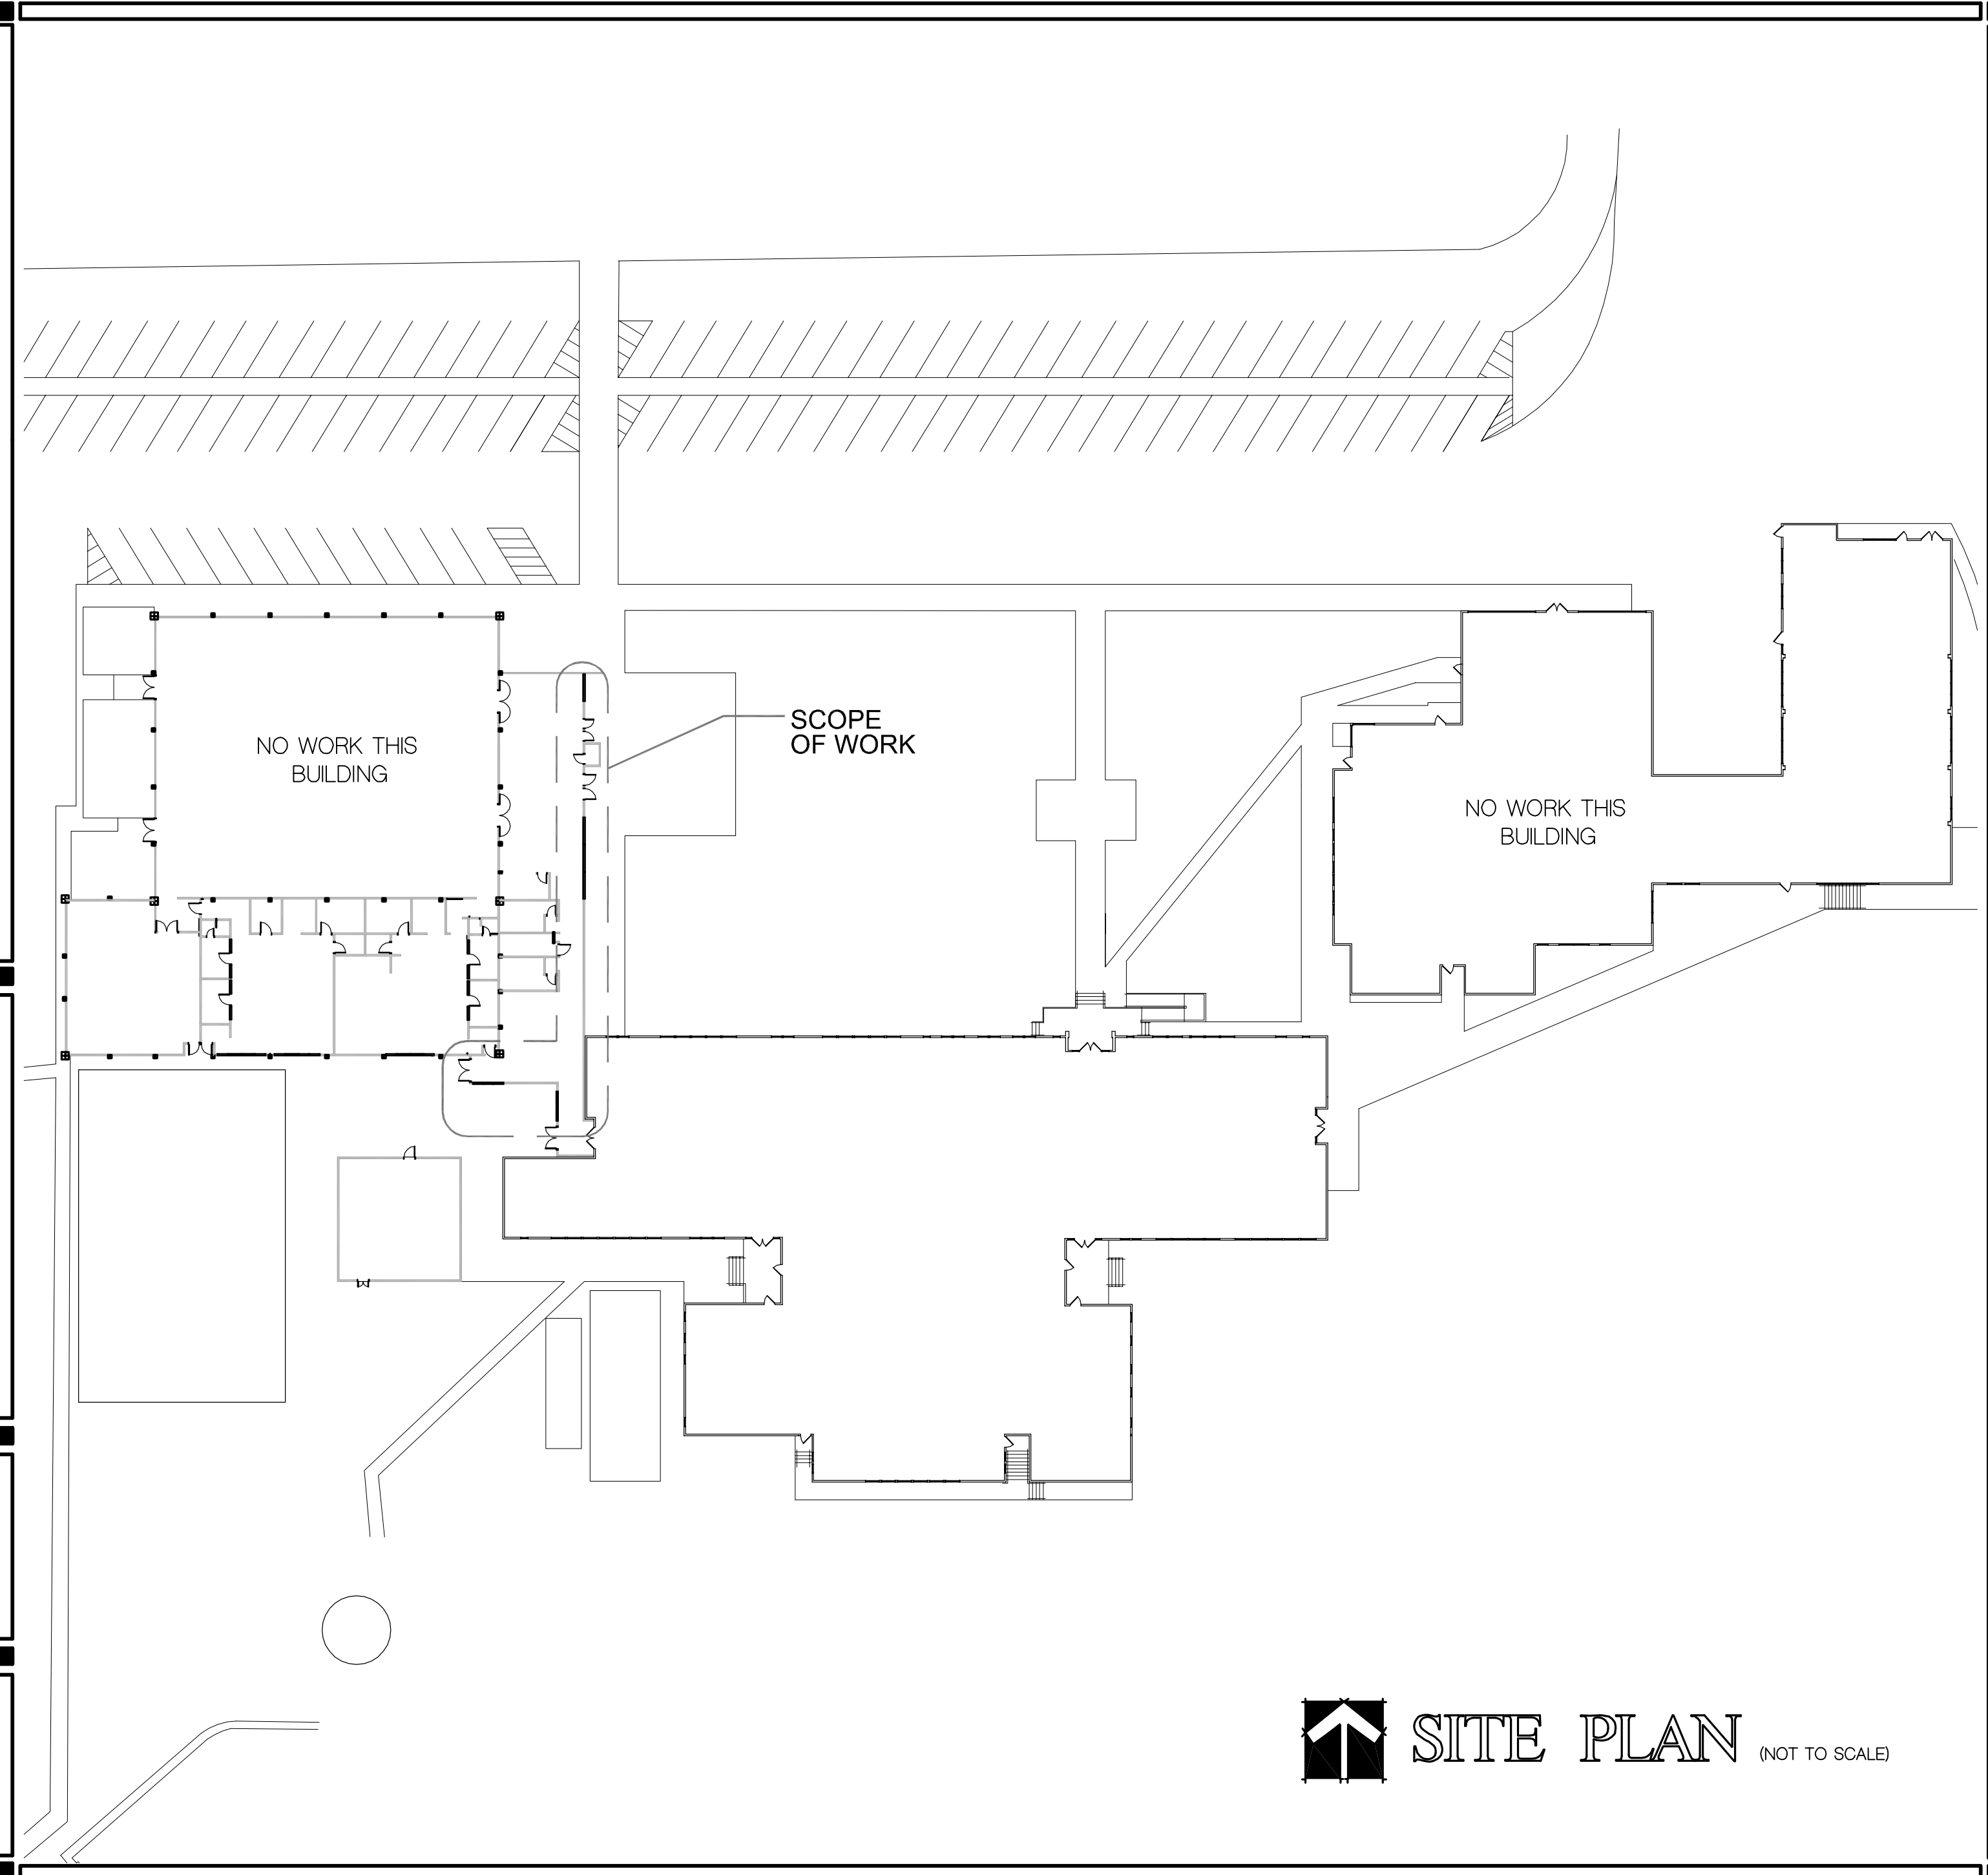 SCOPE
OF WORK
NO WORK THIS
BUILDING
NO WORK THIS
BUILDING
SITE PLAN (NOT TO SCALE)